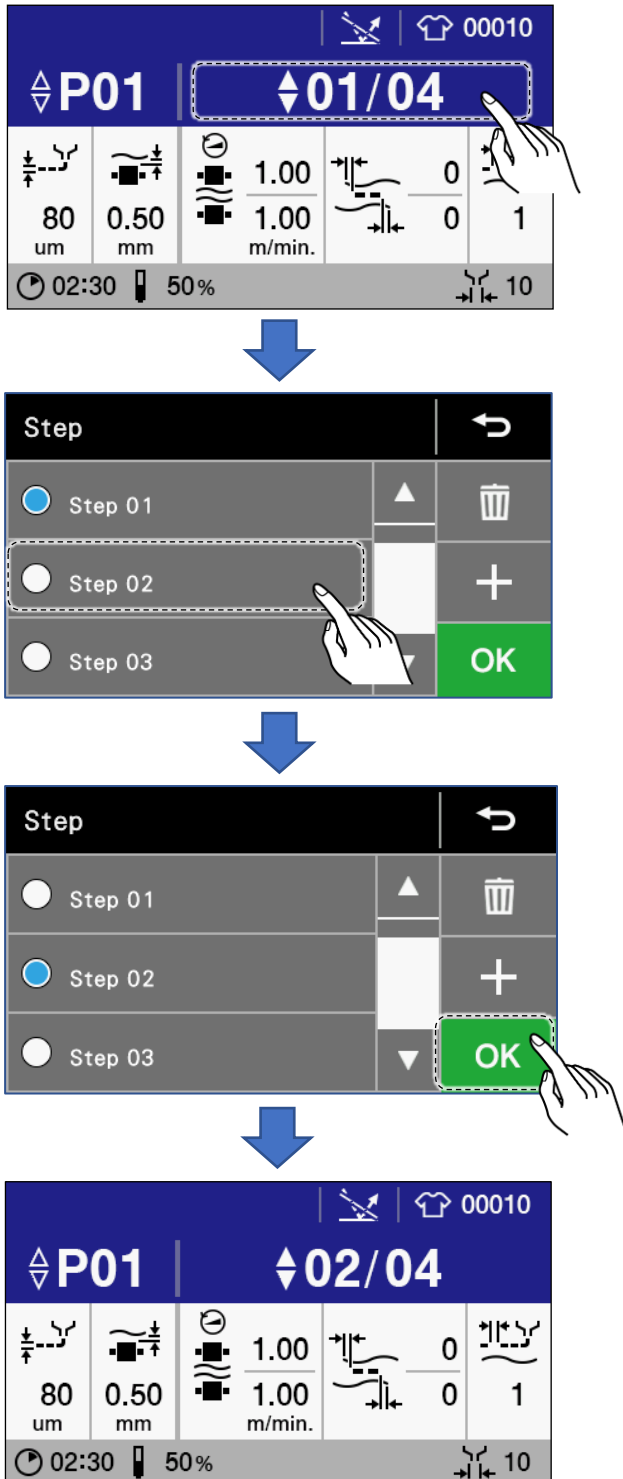 00010
P01 01/04
1.00 0
80 0.50 1.00 0 1
um mm m/min.
02:30 50% 10
Step
Step 01
Step 02
Step 03 OK
Step
Step 01
Step 02
Step 03 OK
00010
P01 02/04
1.00 0
80 0.50 1.00 0 1
um mm m/min.
02:30 50% 10